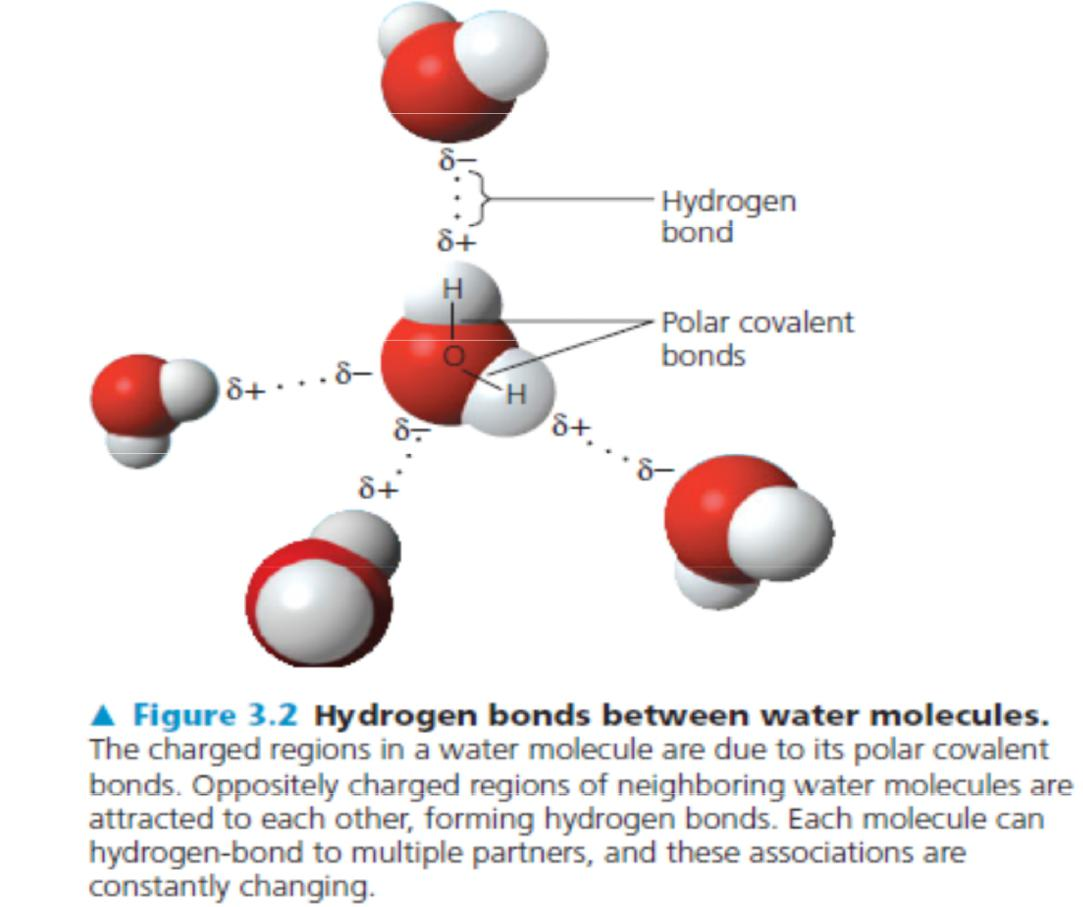 δ−
Hydrogen
bond
δ+
H
Polar covalent
bonds
O
δ+
δ−
H
δ−
δ+
δ−
δ+
▲ Figure 3.2 Hydrogen bonds between water molecules.
The charged regions in a water molecule are due to its polar covalent
bonds. Oppositely charged regions of neighboring water molecules are
attracted to each other, forming hydrogen bonds. Each molecule can
hydrogen-bond to multiple partners, and these associations are
constantly changing.